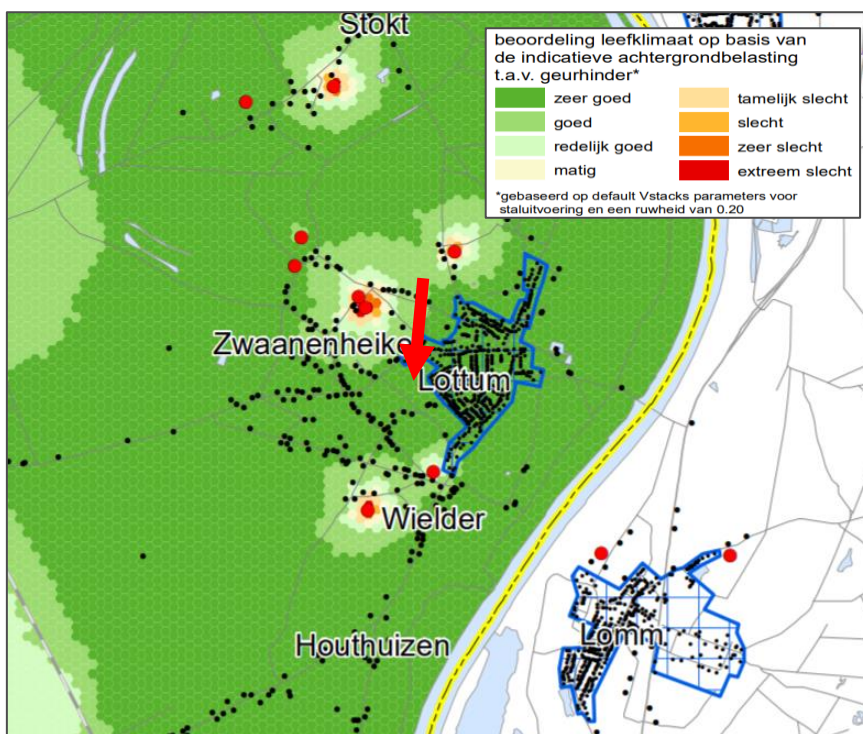 Stokt
beoordeling leefklimaat op basis van
de indicatieve achtergrondbelasting
t.a.v. geurhinder*
zeer goed
goed
redelijk goed
matig
tamelijk slecht
slecht
zeer slecht
extreem slecht
*gebaseerd op default Vstacks parameters voor
staluitvoering en een ruwheid van 0.20
Zwaanenheike
Lottum
Wielder
Houthuizen
Lomm